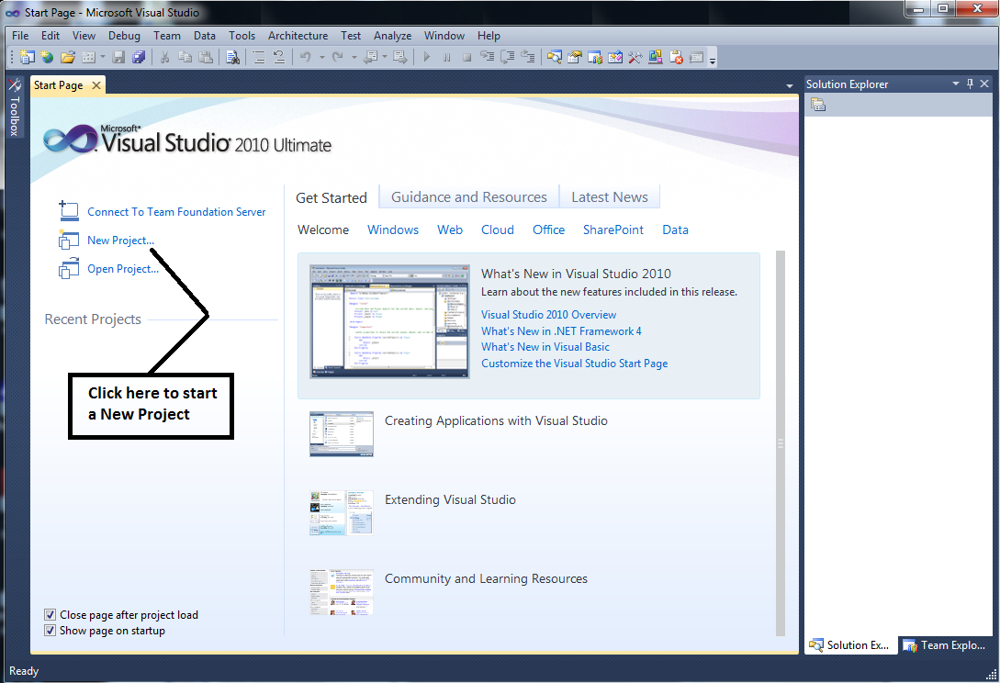 Start Page - Microsoft Visual Studio
File Edit View Debug Team Data Tools Architecture Test Analyze Window Help
Toolbox
Start Page
Solution Explorer
Microsoft®
Visual Studio® 2010 Ultimate
Connect To Team Foundation Server
New Project...
Open Project...
Recent Projects
Click here to start
a New Project
Close page after project load
Show page on startup
Get Started Guidance and Resources Latest News
Welcome Windows Web Cloud Office SharePoint Data
What's New in Visual Studio 2010
Learn about the new features included in this release.
Visual Studio 2010 Overview
What's New in .NET Framework 4
What's New in Visual Basic
Customize the Visual Studio Start Page
Creating Applications with Visual Studio
Extending Visual Studio
Community and Learning Resources
Solution Ex... Team Explo...
Ready